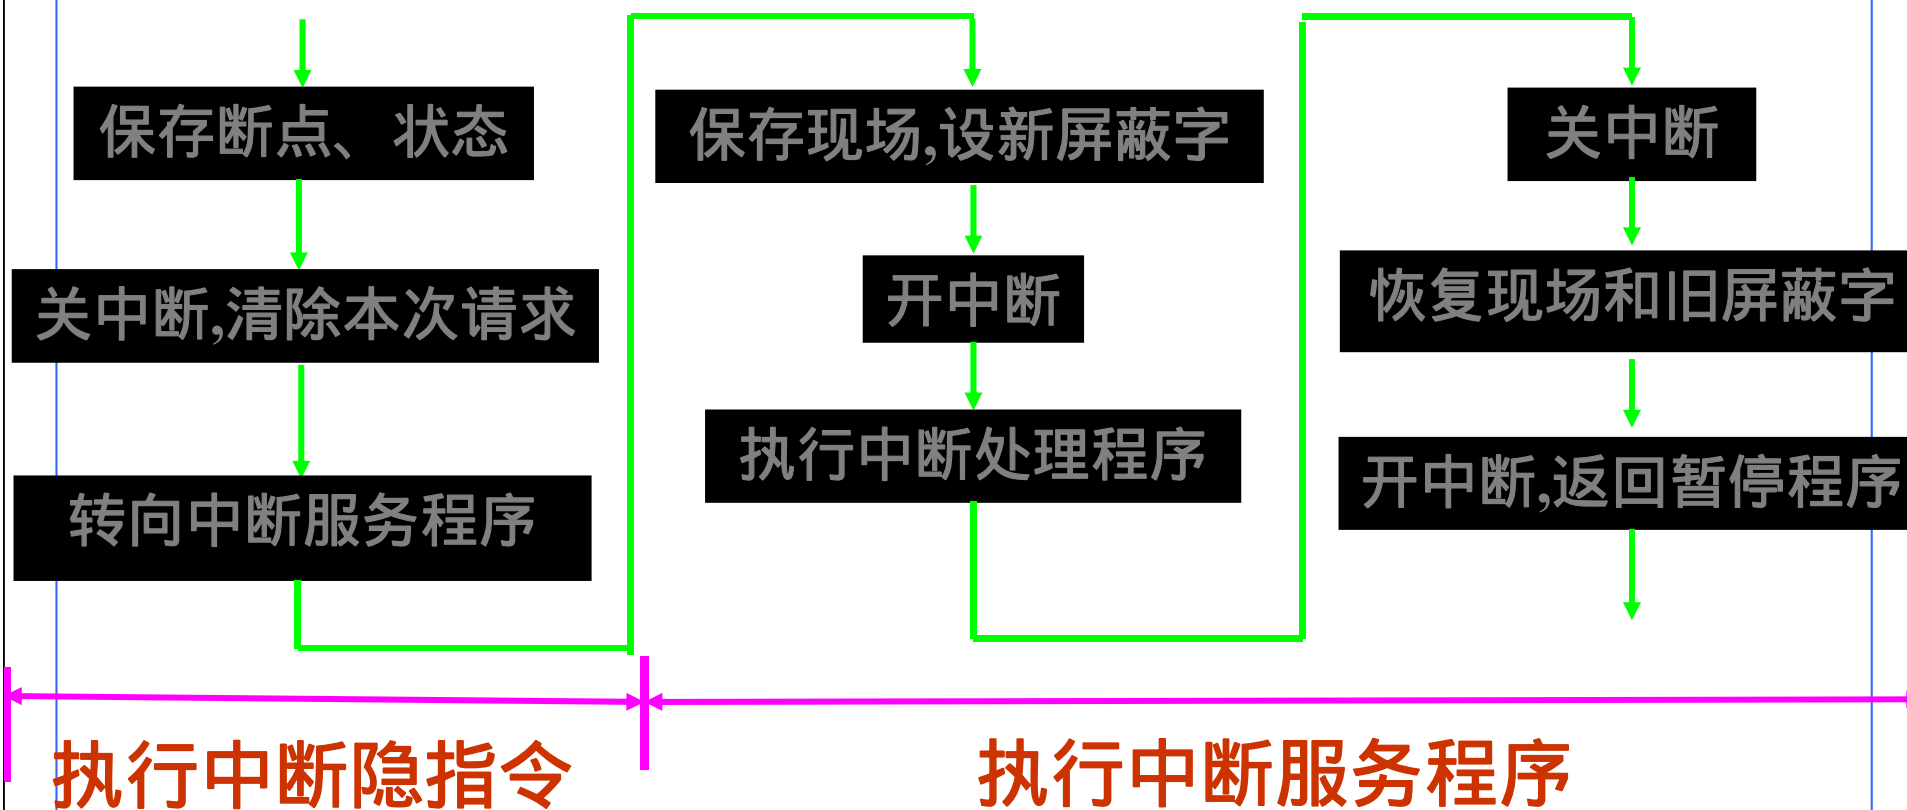 保存断点、 状态
关中断,清除本次请求
转向中断服务程序
保存现场,设新屏蔽字
开中断
执行中断处理程序
关中断
恢复现场和旧屏蔽字
开中断,返回暂停程序
执行中断隐指令
执行中断服务程序